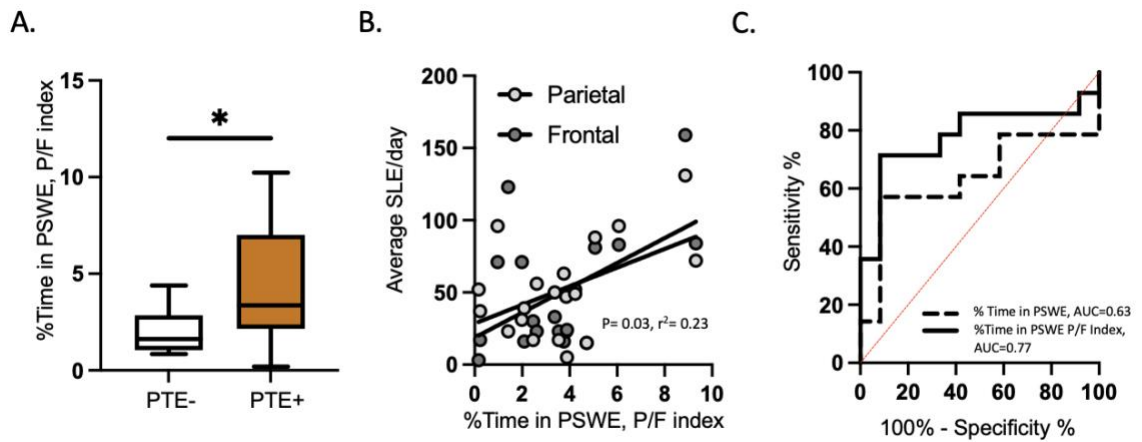 A.
%Time in PSWE, P/F index
15
10
5
0
*
PTE-
PTE+
B.
Average SLE/day
200
150
100
50
0
Parietal
Frontal
P= 0.03, r²= 0.23
0 2 4 6 8 10
%Time in PSWE, P/F index
C.
Sensitivity %
100
80
60
40
20
0
% Time in PSWE, AUC=0.63
%Time in PSWE P/F Index,
AUC=0.77
0 20 40 60 80 100
100% - Specificity %